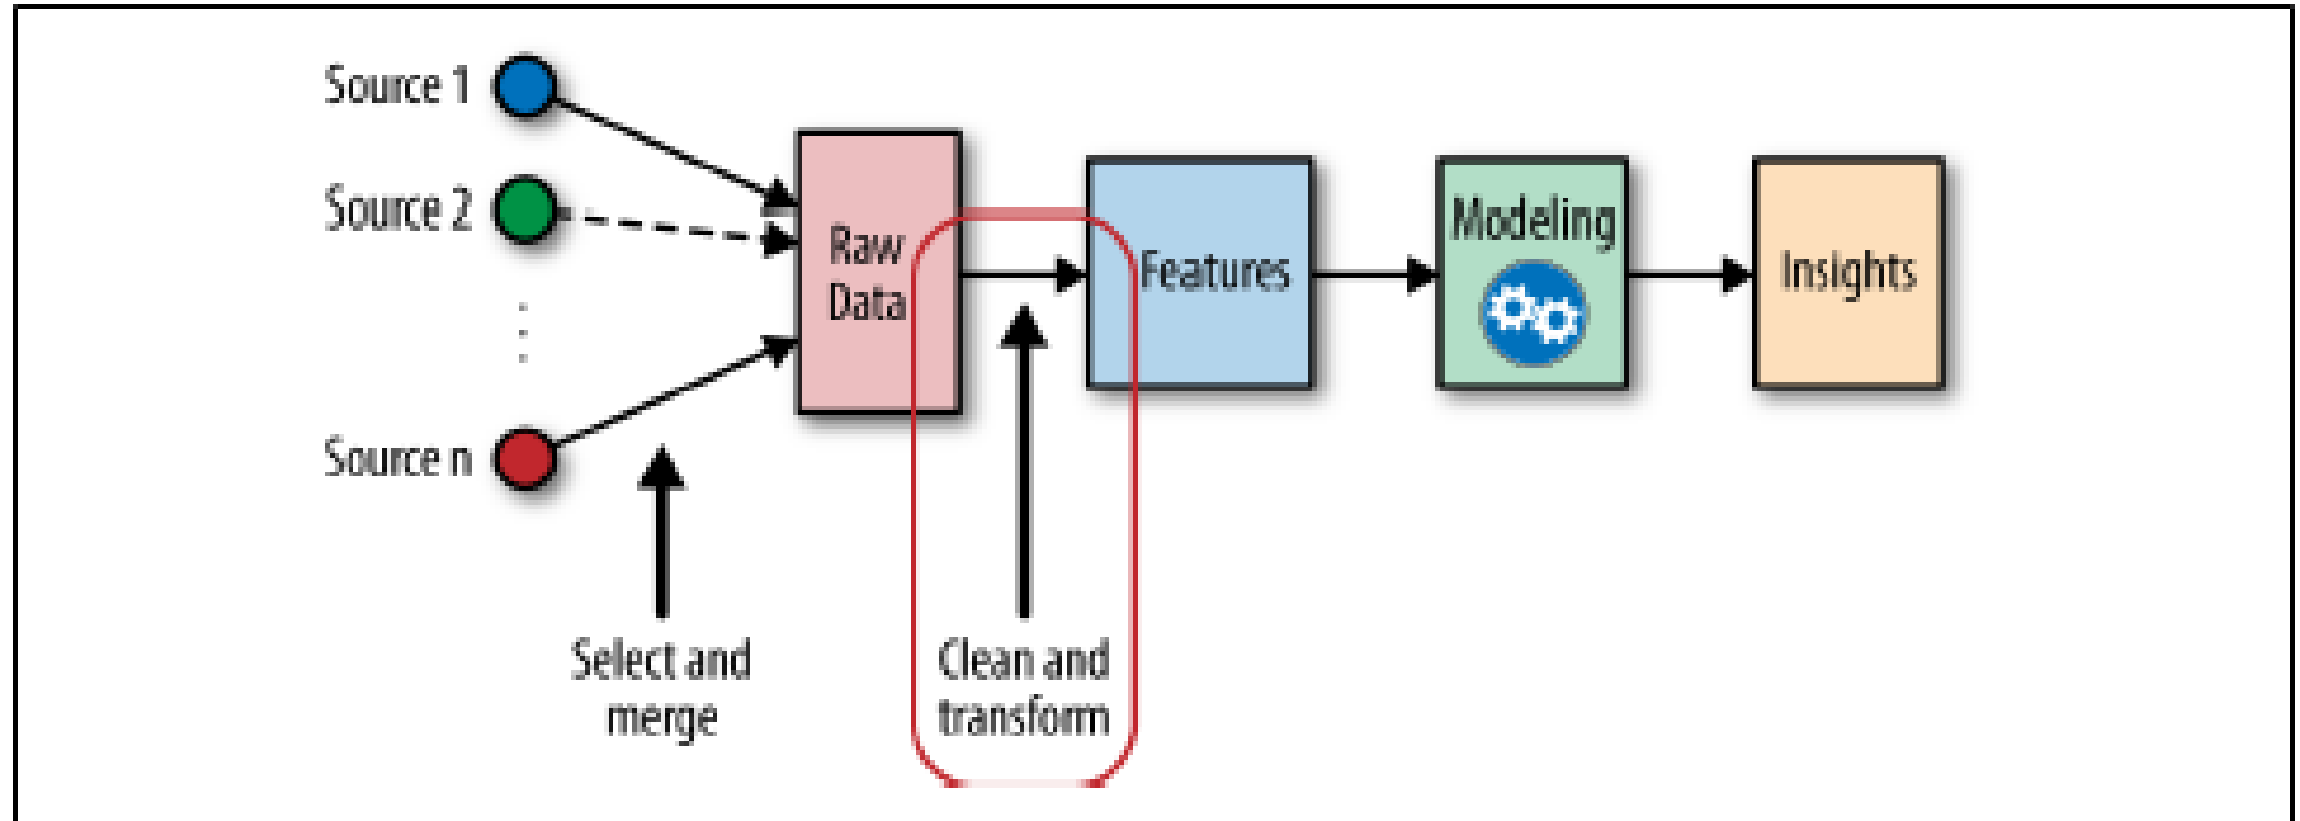 Source 1
Source 2
Source n
Select and
merge
Raw
Data
Clean and
transform
Features
Modeling
Insights